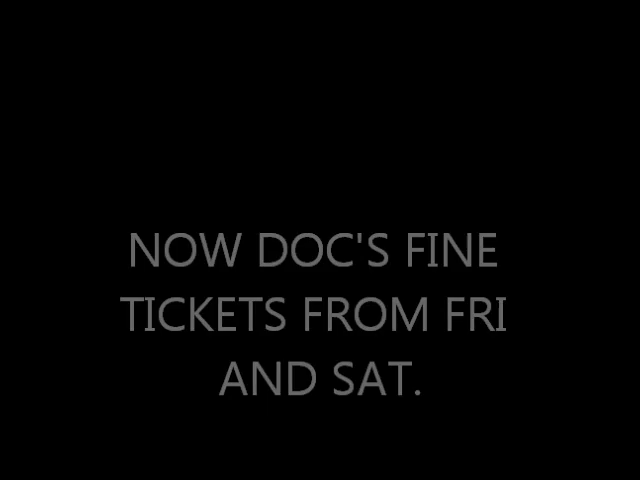 NOW DOC'S FINE
TICKETS FROM FRI
AND SAT.